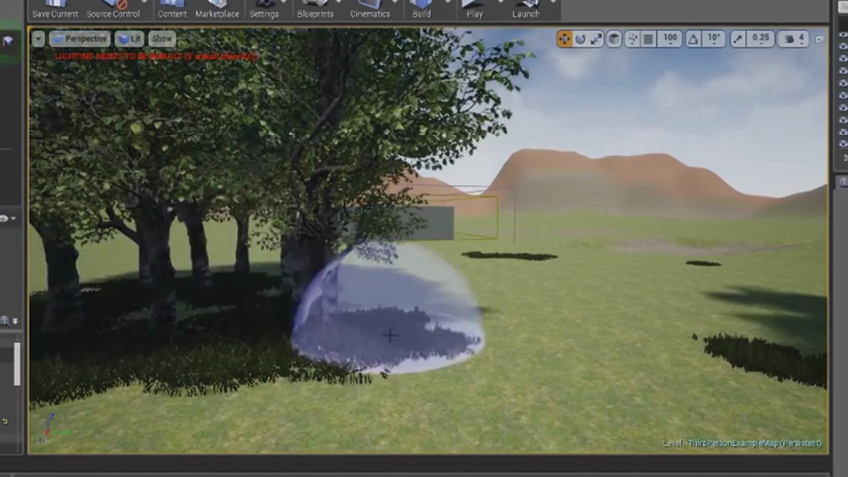 Save Current Source Control Content Marketplace Settings Blueprints Cinematics Build Play Launch
Perspective Lit Show 100 10° 0.25 4
LIGHTING NEEDS TO BE REBUILT
Level: ThirdPersonExampleMap (Persistent)